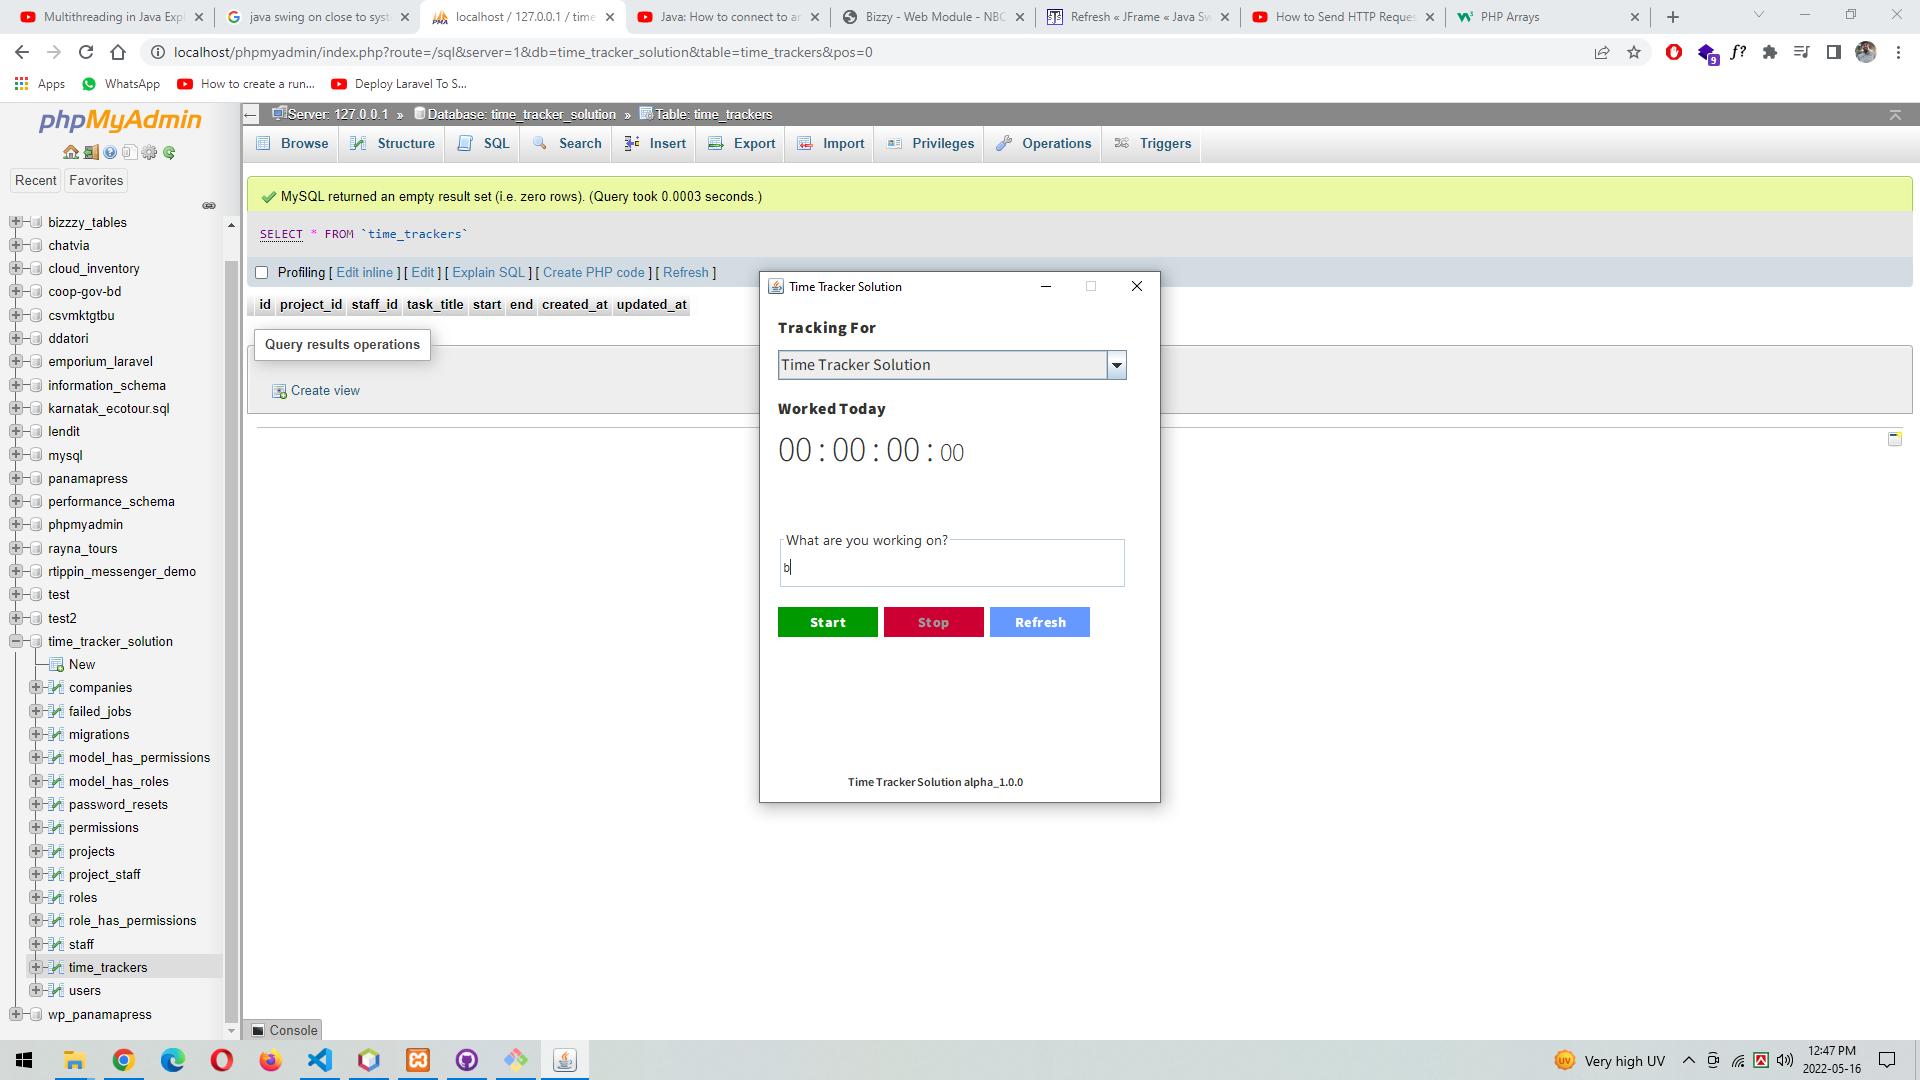 Multithreading in Java Exp
java swing on close to syst
localhost / 127.0.0.1 / time
Java: How to connect to an
Bizzy - Web Module - NBC
Refresh « JFrame « Java Sw
How to Send HTTP Reques
PHP Arrays
localhost/phpmyadmin/index.php?route=/sql&server=1&db=time_tracker_solution&table=time_trackers&pos=0
9
f?
Apps
WhatsApp
How to create a run...
Deploy Laravel To S...
phpMyAdmin
Recent
Favorites
bizzzy_tables
chatvia
cloud_inventory
coop-gov-bd
csvmktgtbu
ddatori
emporium_laravel
information_schema
karnatak_ecotour.sql
lendit
mysql
panamapress
performance_schema
phpmyadmin
rayna_tours
rtippin_messenger_demo
test
test2
time_tracker_solution
New
companies
failed_jobs
migrations
model_has_permissions
model_has_roles
password_resets
permissions
projects
project_staff
roles
role_has_permissions
staff
time_trackers
users
wp_panamapress
Server: 127.0.0.1 » Database: time_tracker_solution » Table: time_trackers
Browse Structure SQL Search Insert Export Import Privileges Operations Triggers
MySQL returned an empty result set (i.e. zero rows). (Query took 0.0003 seconds.)
SELECT * FROM `time_trackers`
Profiling [ Edit inline ] [ Edit ] [ Explain SQL ] [ Create PHP code ] [ Refresh ]
id project_id staff_id task_title start end created_at updated_at
Query results operations
Create view
Console
Time Tracker Solution
Tracking For
Time Tracker Solution
Worked Today
00 : 00 : 00 : 00
What are you working on?
b
Start Stop Refresh
Time Tracker Solution alpha_1.0.0
UV
Very high UV
12:47 PM
2022-05-16